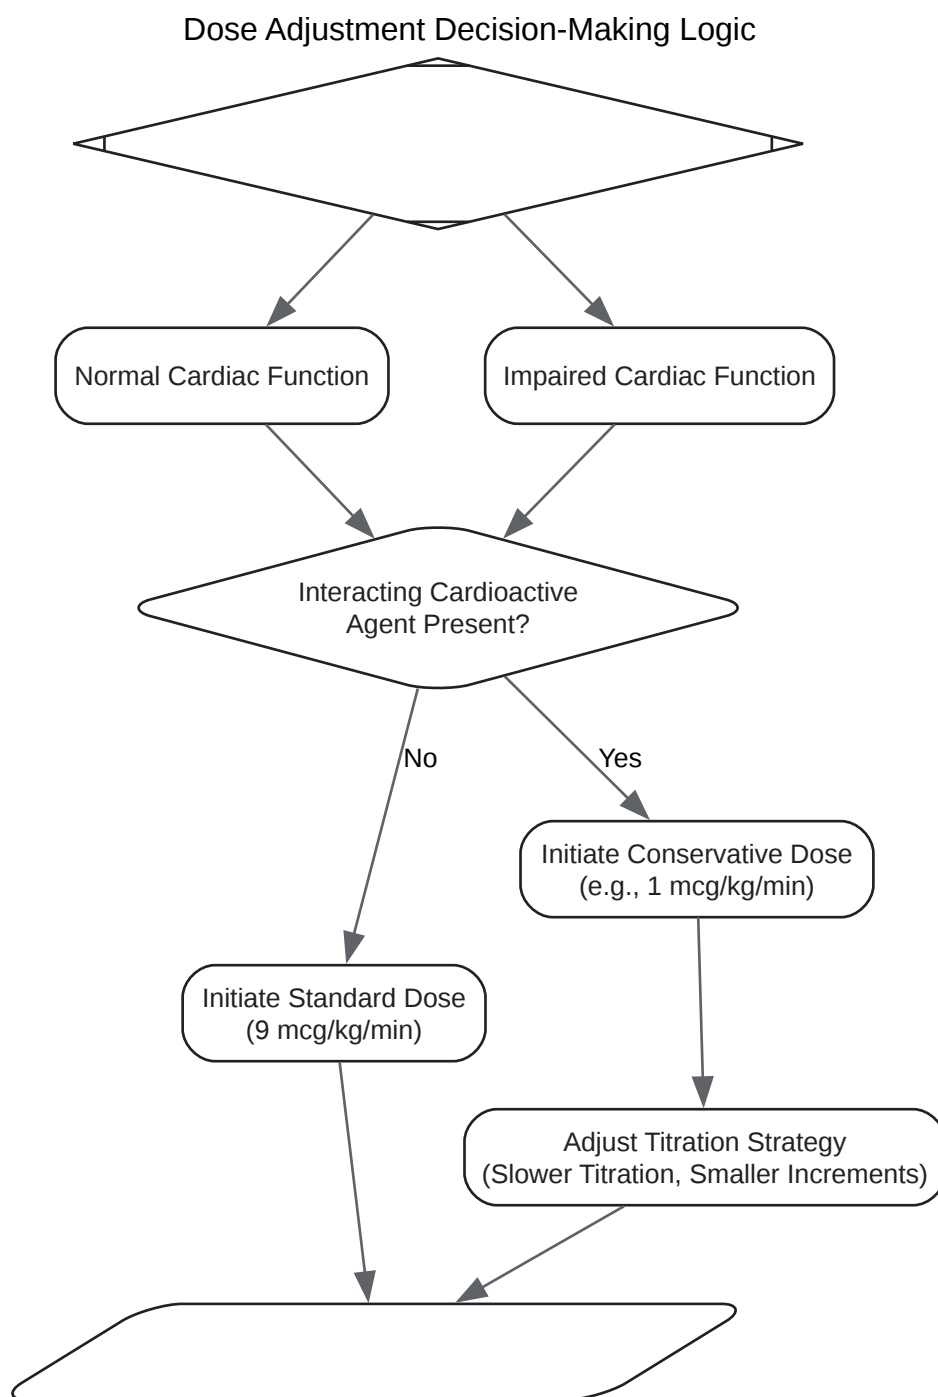 Dose Adjustment Decision-Making Logic
Normal Cardiac Function
Impaired Cardiac Function
Interacting Cardioactive
Agent Present?
No
Yes
Initiate Conservative Dose
(e.g., 1 mcg/kg/min)
Initiate Standard Dose
(9 mcg/kg/min)
Adjust Titration Strategy
(Slower Titration, Smaller Increments)